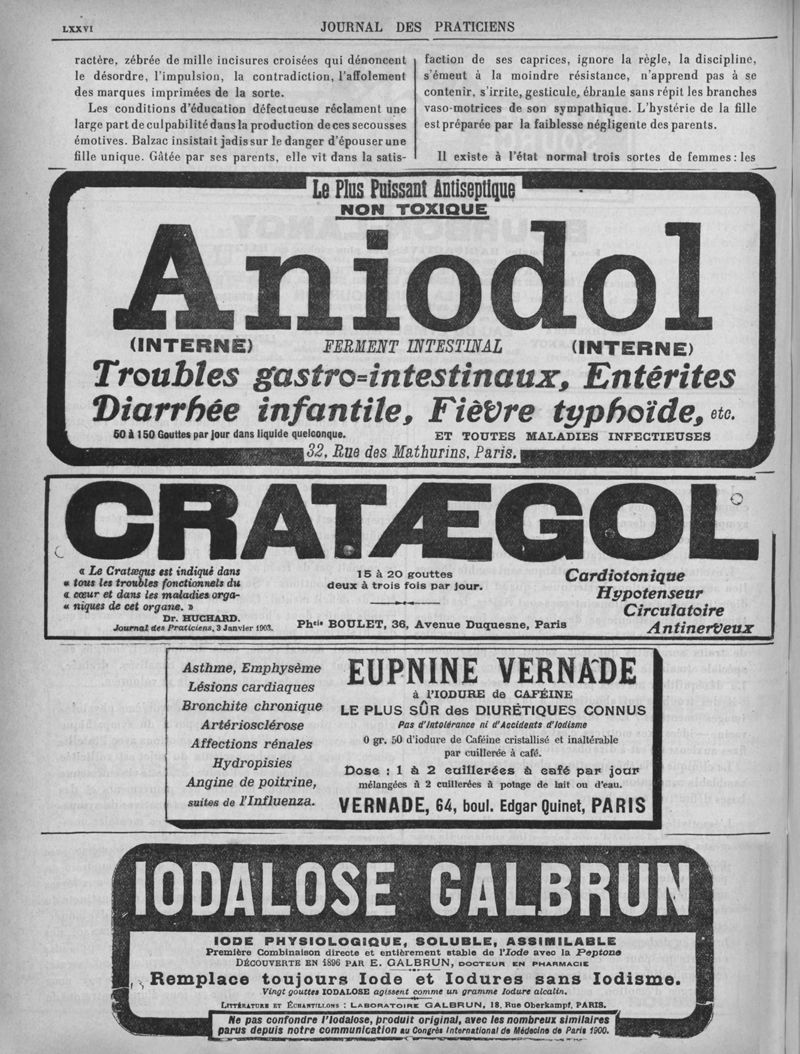 LXXVI
JOURNAL DES PRATICIENS
ractère, zébrée de mille incisures croisées qui dénoncent
le désordre, l'impulsion, la contradiction, l'affolement
des marques imprimées de la sorte.
Les conditions d'éducation défectueuse réclament une
large part de culpabilité dans la production de ces secousses
émotives. Balzac insistait jadis sur le danger d'épouser une
fille unique. Gâtée par ses parents, elle vit dans la satis-
faction de ses caprices, ignore la règle, la discipline,
s'émeut à la moindre résistance, n'apprend pas à se
contenir, s'irrite, gesticule, ébranle sans répit les branches
vaso-motrices de son sympathique. L'hystérie de la fille
est préparée par la faiblesse négligente des parents.
Il existe à l'état normal trois sortes de femmes : les
Le Plus Puissant Antiseptique
NON TOXIQUE
Aniodol
(INTERNE) FERMENT INTESTINAL (INTERNE)
Troubles gastro-intestinaux, Entérites
Diarrhée infantile, Fièvre typhoïde, etc.
50 à 150 Gouttes par jour dans liquide quelconque. ET TOUTES MALADIES INFECTIEUSES
32, Rue des Mathurins, Paris.
CRATÆGOL
« Le Cratægus est indiqué dans
« tous les troubles fonctionnels du
« cœur et dans les maladies orga-
« niques de cet organe. »
Dr. HUCHARD.
Journal des Praticiens, 3 Janvier 1903.
15 à 20 gouttes
deux à trois fois par jour.
Phcie BOULET, 36, Avenue Duquesne, Paris
Cardiotonique
Hypotenseur
Circulatoire
Antinerveux
Asthme, Emphysème
Lésions cardiaques
Bronchite chronique
Artériosclérose
Affections rénales
Hydropisies
Angine de poitrine,
suites de l'Influenza.
EUPNINE VERNADE
à l'IODURE de CAFÉINE
LE PLUS SÛR des DIURÉTIQUES CONNUS
Pas d'Intolérance ni d'Accidents d'Iodisme
0 gr. 50 d'iodure de Caféine cristallisé et inaltérable
par cuillerée à café.
Dose : 1 à 2 cuillerées à café par jour
mélangées à 2 cuillerées à potage de lait ou d'eau.
VERNADE, 64, boul. Edgar Quinet, PARIS
IODALOSE GALBRUN
IODE PHYSIOLOGIQUE, SOLUBLE, ASSIMILABLE
Première Combinaison directe et entièrement stable de l'Iode avec la Peptone
DÉCOUVERTE EN 1896 PAR E. GALBRUN, DOCTEUR EN PHARMACIE
Remplace toujours Iode et Iodures sans Iodisme.
Vingt gouttes IODALOSE agissent comme un gramme Iodure alcalin.
LITTÉRATURE ET ÉCHANTILLONS : LABORATOIRE GALBRUN, 18, Rue Oberkampf, PARIS.
Ne pas confondre l'Iodalose, produit original, avec les nombreux similaires
parus depuis notre communication au Congrès International de Médecine de Paris 1900.